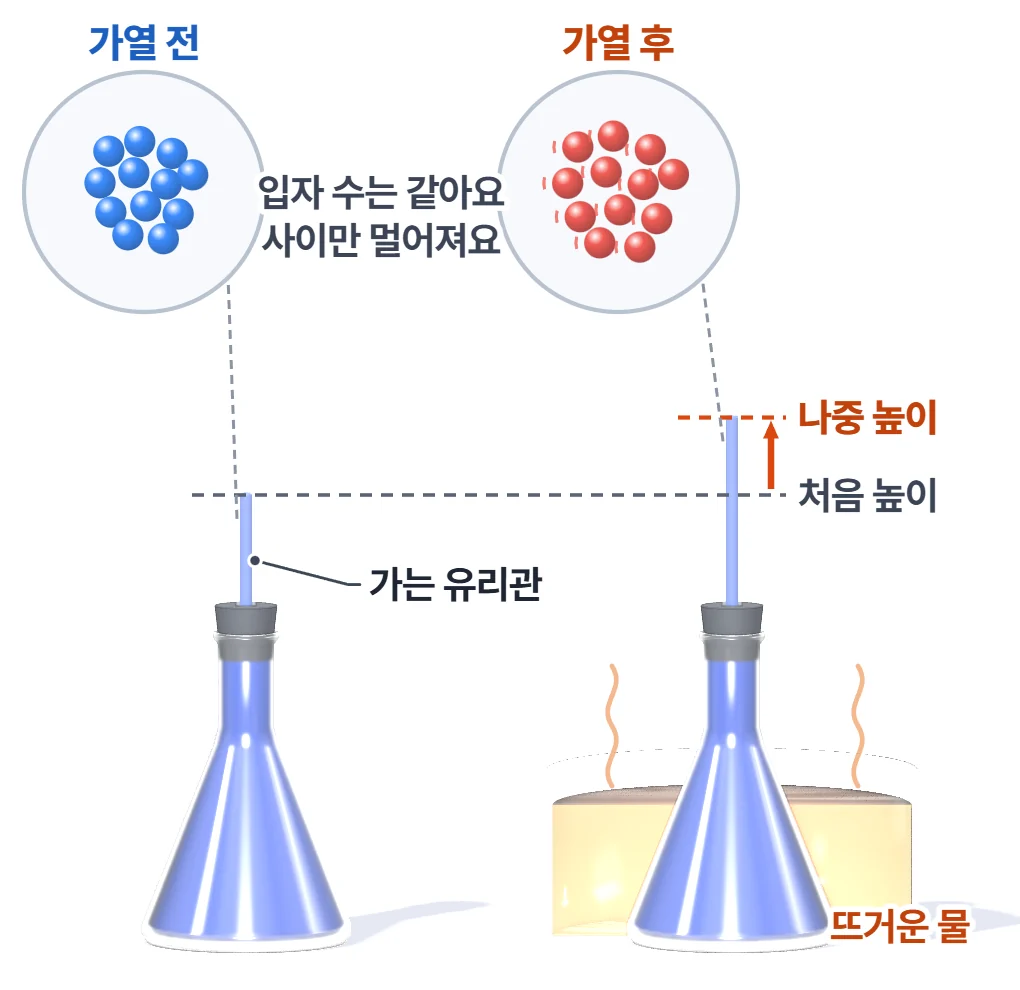 가열 전
가열 후
입자 수는 같아요
사이만 멀어져요
나중 높이
처음 높이
가는 유리관
뜨거운 물